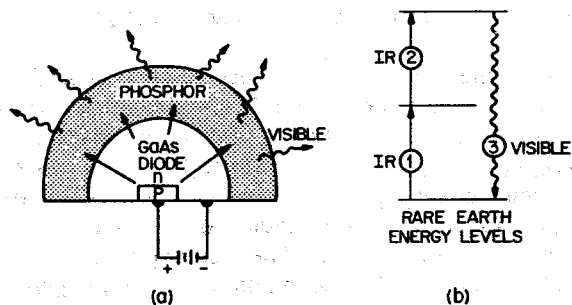 PHOSPHOR
VISIBLE
GaAs
DIODE
n
P
+ -
(a)
IR 2
IR 1
3 VISIBLE
RARE EARTH
ENERGY LEVELS
(b)